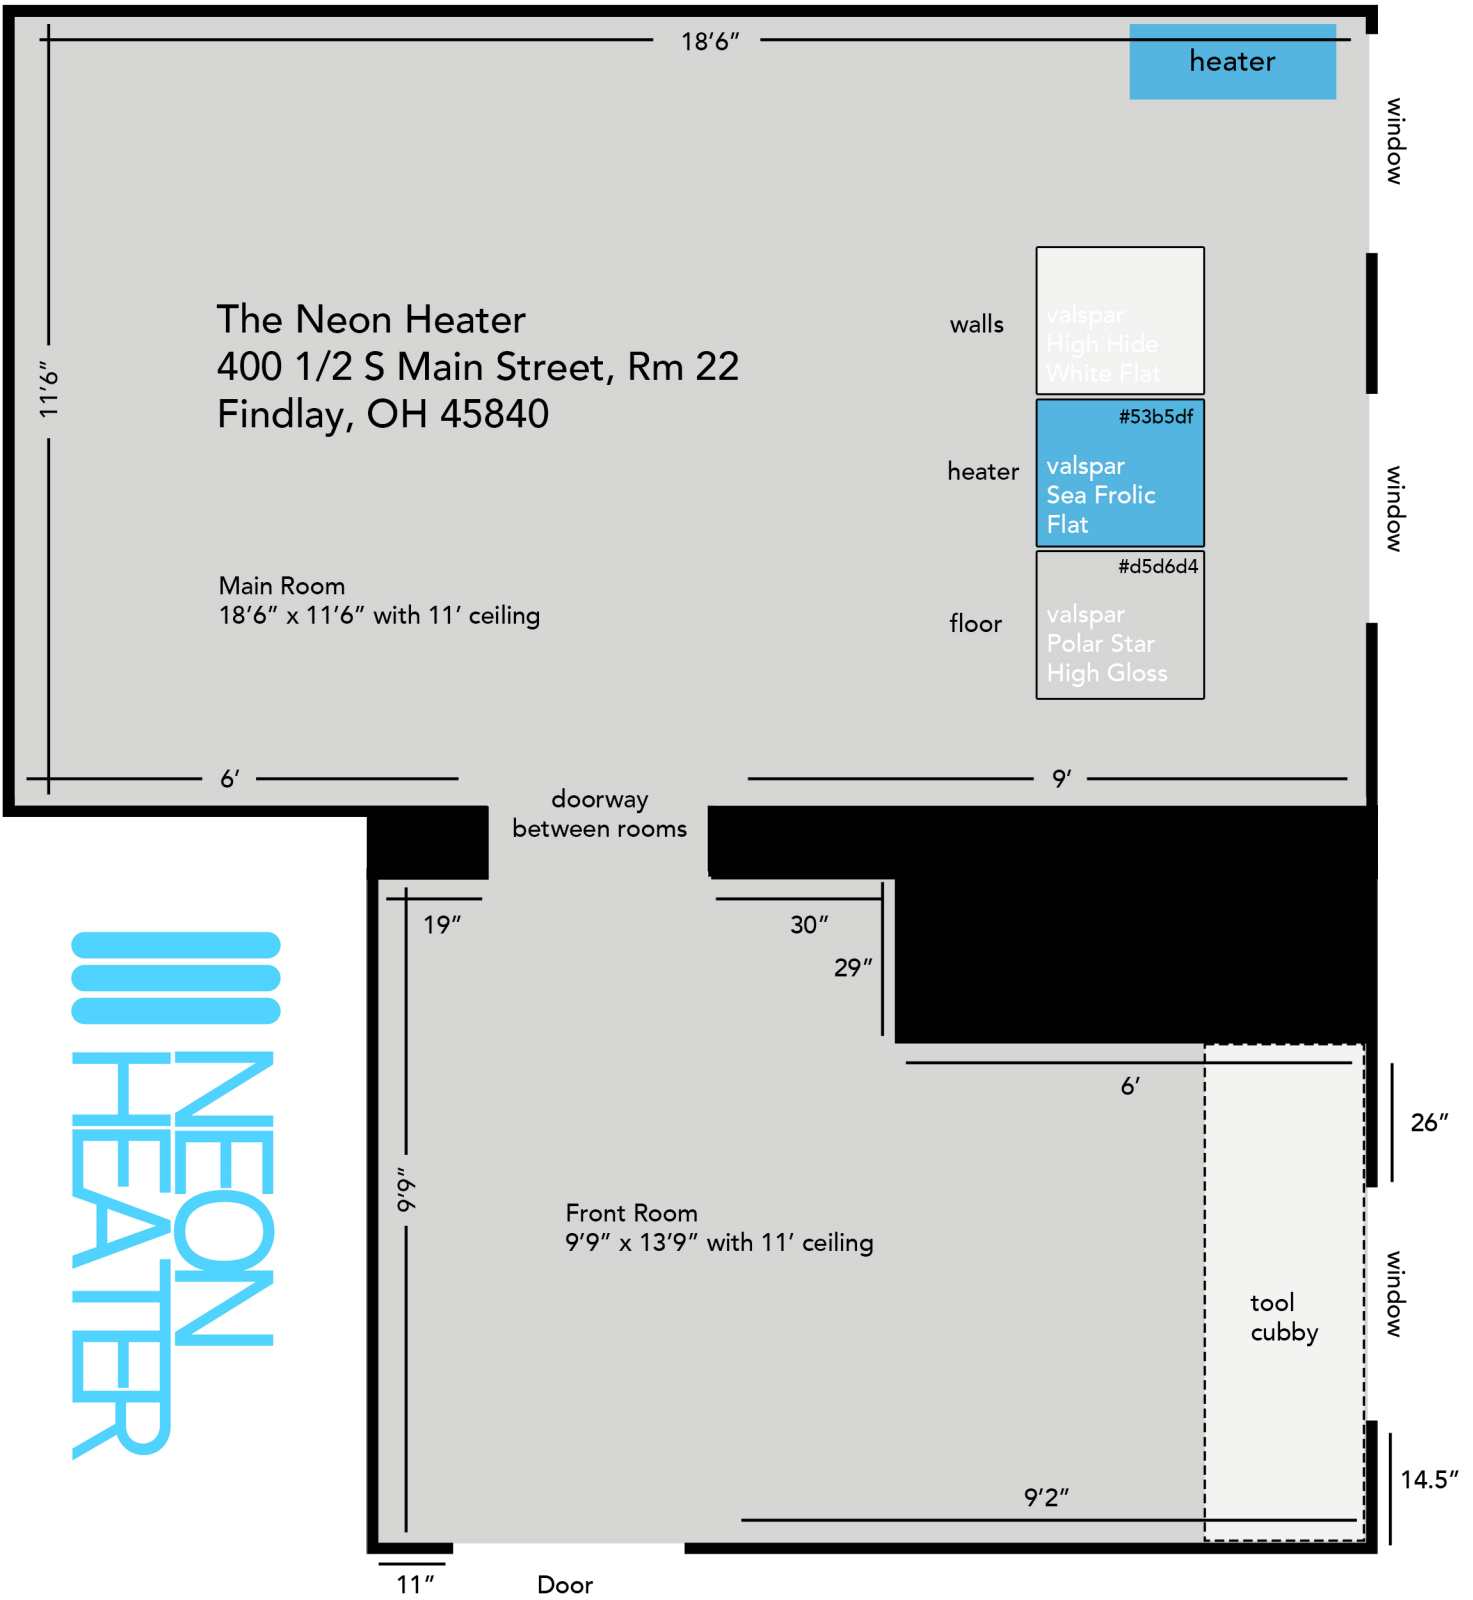 18'6"
heater
window
11'6"
The Neon Heater
400 1/2 S Main Street, Rm 22
Findlay, OH 45840
walls
valspar
High Hide
White Flat
heater
#53b5df
valspar
Sea Frolic
Flat
window
Main Room
18'6" x 11'6" with 11' ceiling
floor
#d5d6d4
valspar
Polar Star
High Gloss
6'
9'
doorway
between rooms
19"
30"
29"
6'
26"
NEON
HEATER
9'9"
Front Room
9'9" x 13'9" with 11' ceiling
window
tool
cubby
9'2"
14.5"
11"
Door